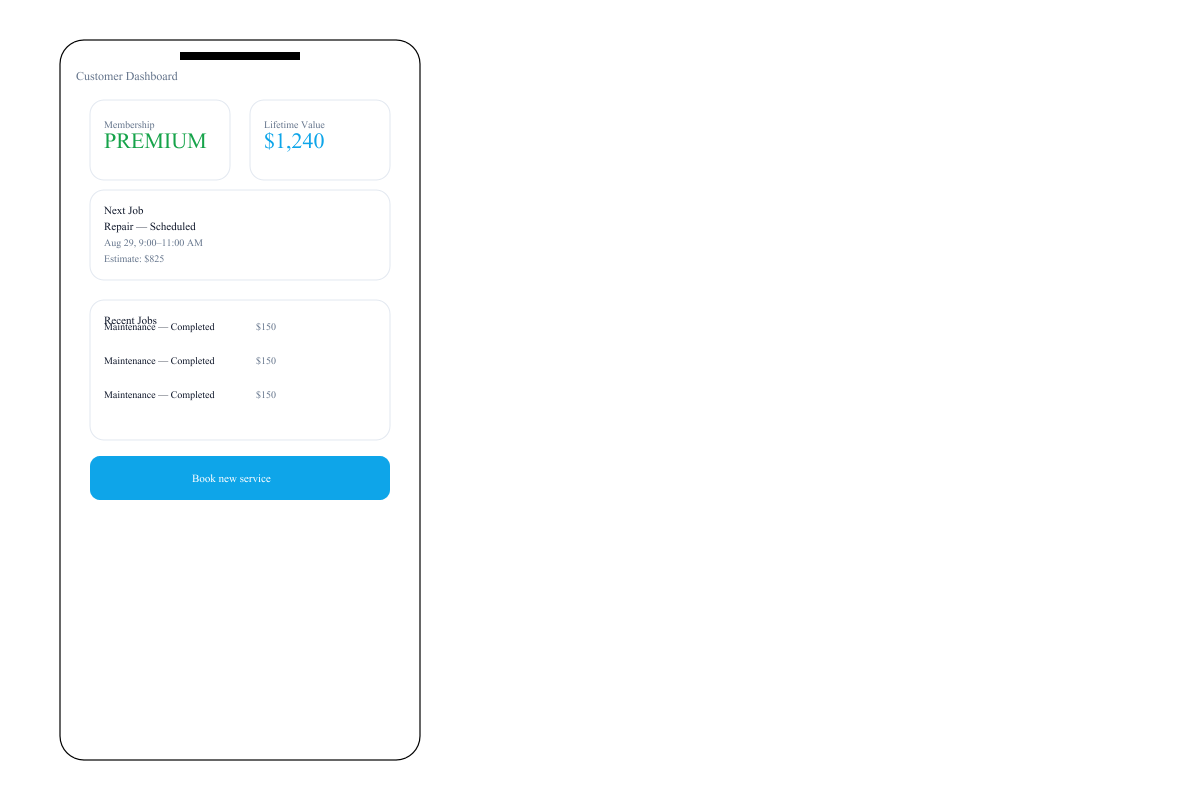 Customer Dashboard
Membership
PREMIUM
Lifetime Value
$1,240
Next Job
Repair — Scheduled
Aug 29, 9:00–11:00 AM
Estimate: $825
Recent Jobs
Maintenance — Completed $150
Maintenance — Completed $150
Maintenance — Completed $150
Book new service